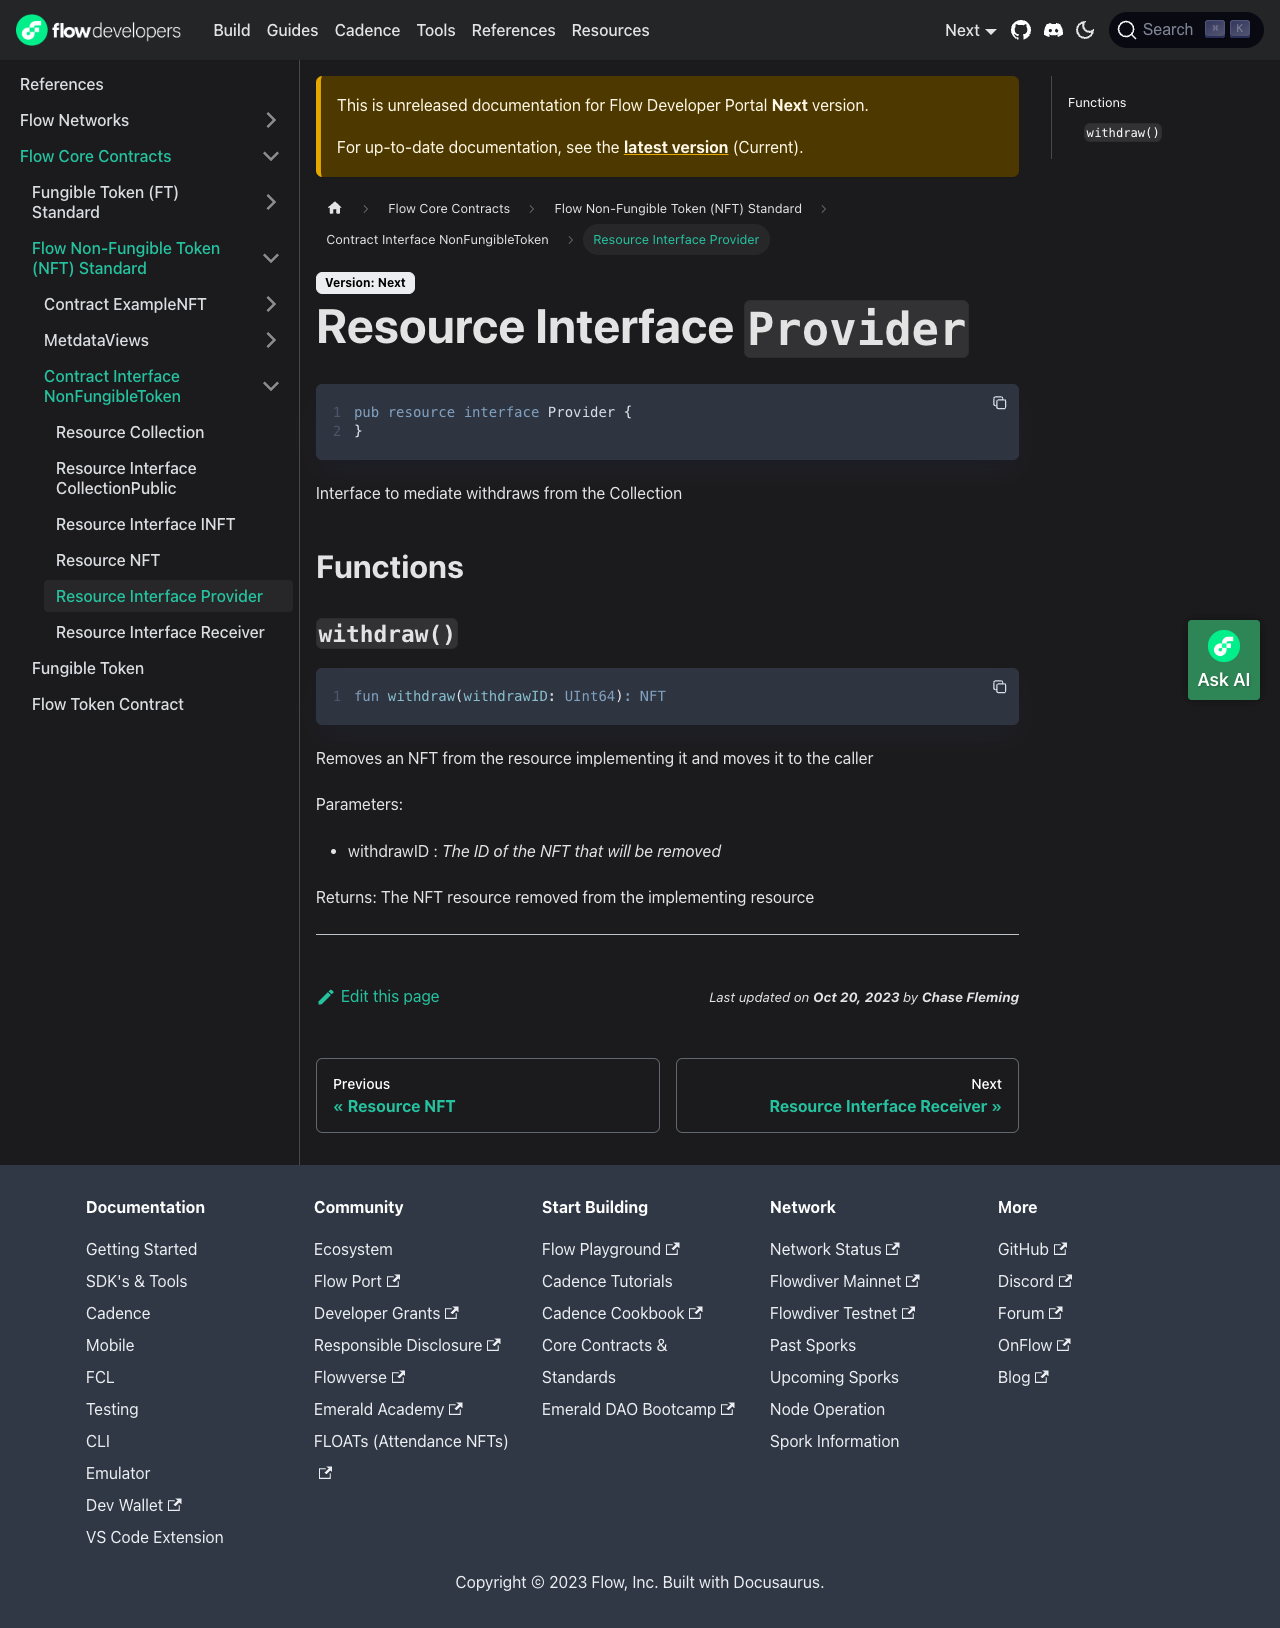 flowdevelopers
Build Guides Cadence Tools References Resources
Next
Search ⌘ K
References
Flow Networks
Flow Core Contracts
Fungible Token (FT)
Standard
Flow Non-Fungible Token
(NFT) Standard
Contract ExampleNFT
MetdataViews
Contract Interface
NonFungibleToken
Resource Collection
Resource Interface
CollectionPublic
Resource Interface INFT
Resource NFT
Resource Interface Provider
Resource Interface Receiver
Fungible Token
Flow Token Contract
This is unreleased documentation for Flow Developer Portal Next version.
For up-to-date documentation, see the latest version (Current).
Flow Core Contracts
Flow Non-Fungible Token (NFT) Standard
Contract Interface NonFungibleToken
Resource Interface Provider
Version: Next
Resource Interface Provider
1 pub resource interface Provider {
2 }
Interface to mediate withdraws from the Collection
Functions
withdraw()
1 fun withdraw(withdrawID: UInt64): NFT
Removes an NFT from the resource implementing it and moves it to the caller
Parameters:
• withdrawID : The ID of the NFT that will be removed
Returns: The NFT resource removed from the implementing resource
Edit this page
Last updated on Oct 20, 2023 by Chase Fleming
Previous
« Resource NFT
Next
Resource Interface Receiver »
Functions
withdraw()
Ask AI
Documentation
Getting Started
SDK's & Tools
Cadence
Mobile
FCL
Testing
CLI
Emulator
Dev Wallet
VS Code Extension
Community
Ecosystem
Flow Port
Developer Grants
Responsible Disclosure
Flowverse
Emerald Academy
FLOATs (Attendance NFTs)
Start Building
Flow Playground
Cadence Tutorials
Cadence Cookbook
Core Contracts &
Standards
Emerald DAO Bootcamp
Network
Network Status
Flowdiver Mainnet
Flowdiver Testnet
Past Sporks
Upcoming Sporks
Node Operation
Spork Information
More
GitHub
Discord
Forum
OnFlow
Blog
Copyright © 2023 Flow, Inc. Built with Docusaurus.